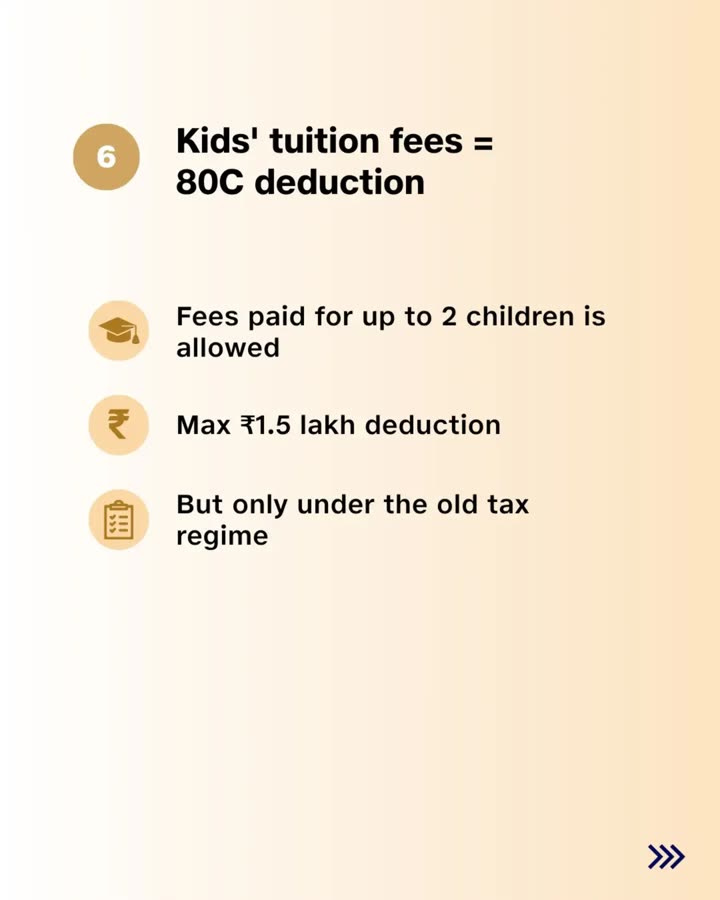 6
Kids' tuition fees =
80C deduction
Fees paid for up to 2 children is
allowed
Max ₹1.5 lakh deduction
But only under the old tax
regime